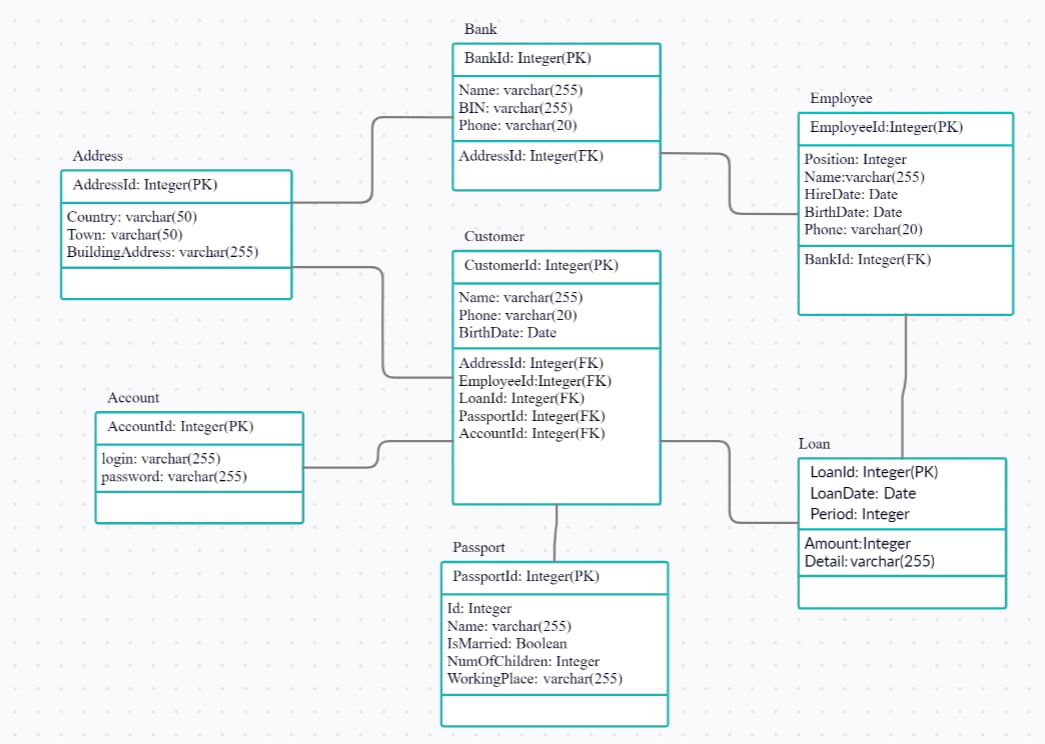 Bank
BankId: Integer(PK)
Name: varchar(255)
BIN: varchar(255)
Phone: varchar(20)
AddressId: Integer(FK)
Employee
EmployeeId:Integer(PK)
Position: Integer
Name:varchar(255)
HireDate: Date
BirthDate: Date
Phone: varchar(20)
BankId: Integer(FK)
Address
AddressId: Integer(PK)
Country: varchar(50)
Town: varchar(50)
BuildingAddress: varchar(255)
Customer
CustomerId: Integer(PK)
Name: varchar(255)
Phone: varchar(20)
BirthDate: Date
AddressId: Integer(FK)
EmployeeId:Integer(FK)
LoanId: Integer(FK)
PassportId: Integer(FK)
AccountId: Integer(FK)
Account
AccountId: Integer(PK)
login: varchar(255)
password: varchar(255)
Loan
LoanId: Integer(PK)
LoanDate: Date
Period: Integer
Amount:Integer
Detail:varchar(255)
Passport
PassportId: Integer(PK)
Id: Integer
Name: varchar(255)
IsMarried: Boolean
NumOfChildren: Integer
WorkingPlace: varchar(255)